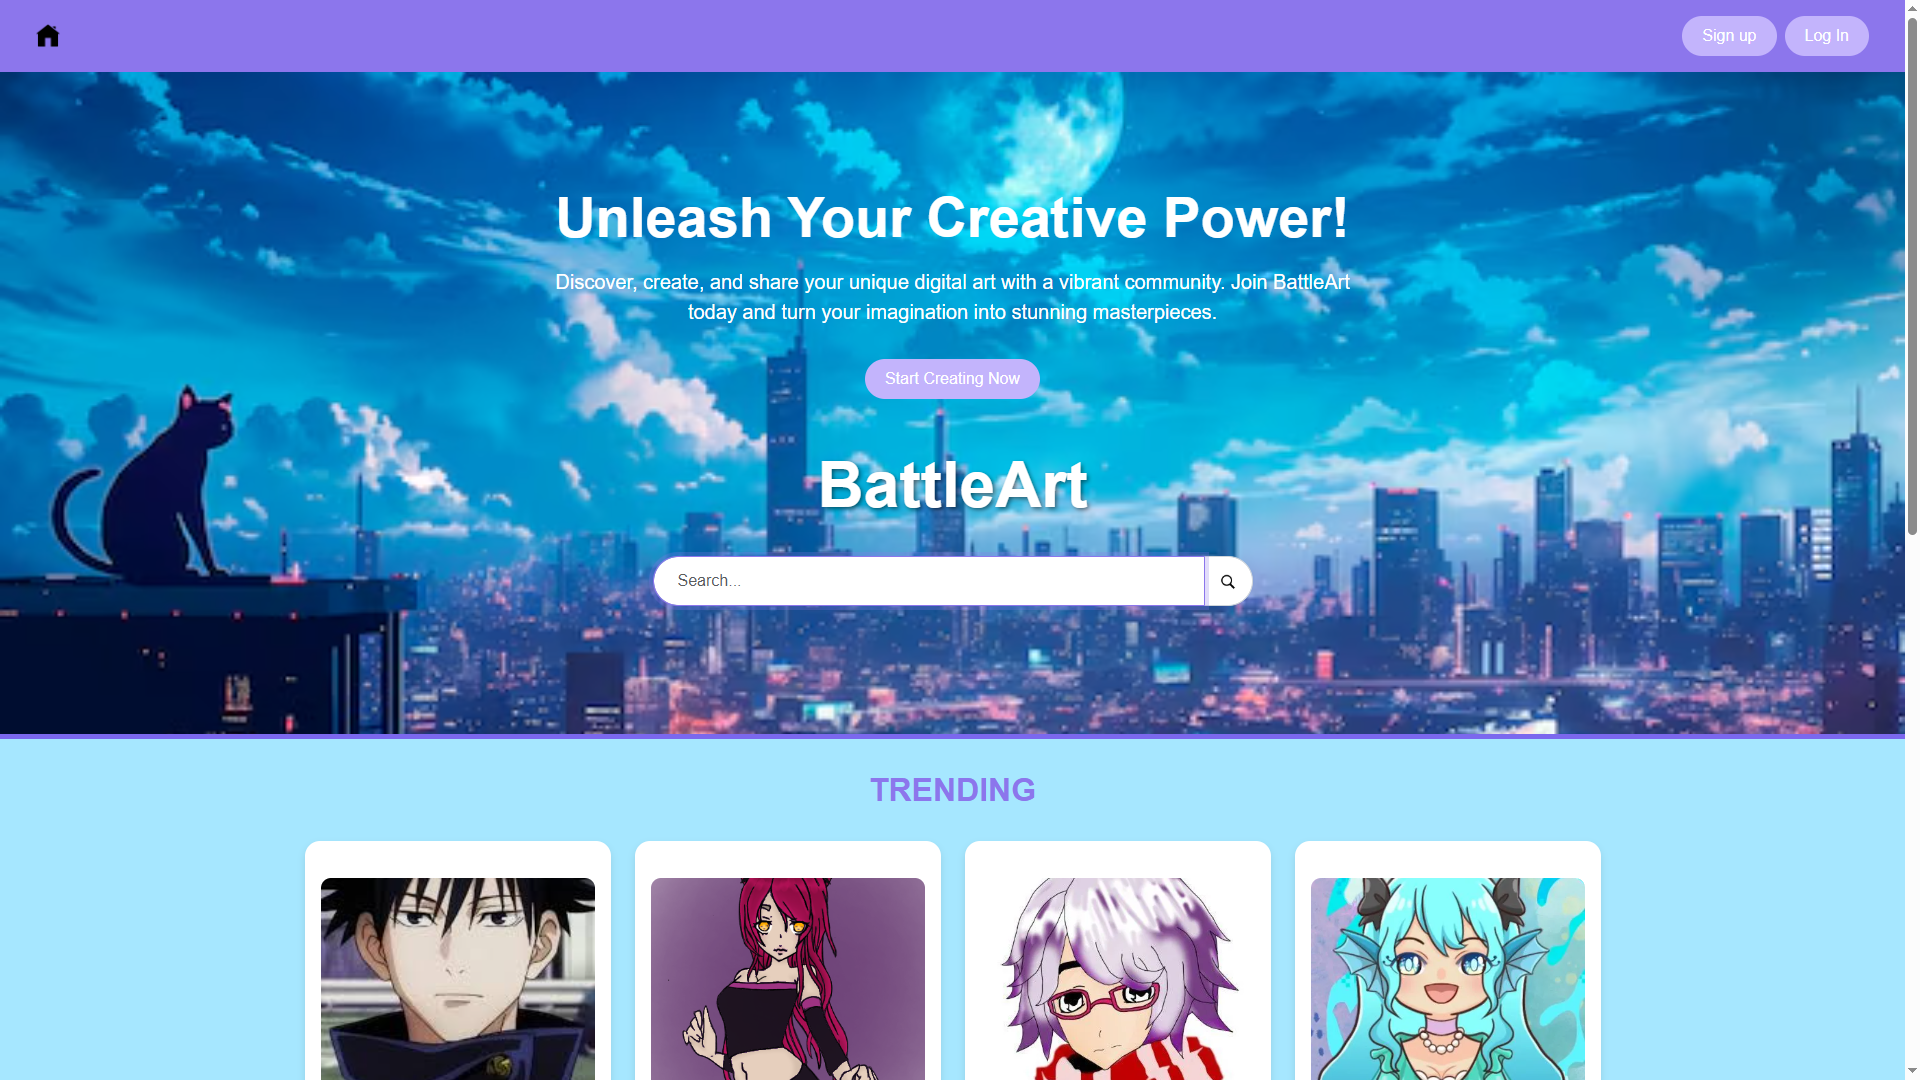 Sign up
Log In
Unleash Your Creative Power!
Discover, create, and share your unique digital art with a vibrant community. Join BattleArt
today and turn your imagination into stunning masterpieces.
Start Creating Now
BattleArt
Search...
TRENDING